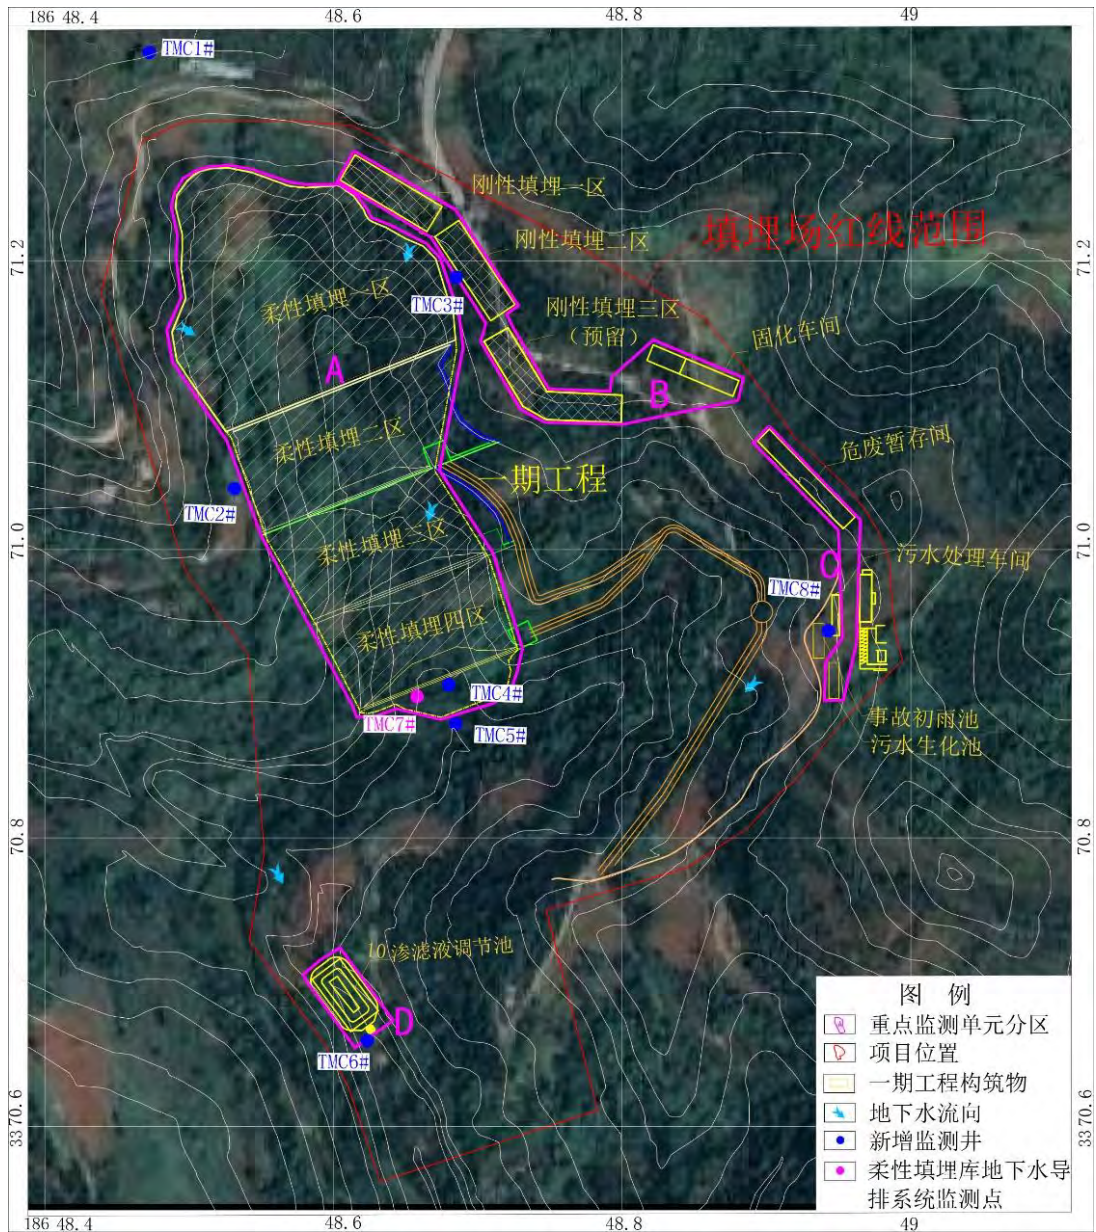 186 48.4
48.6
48.8
49
TMC1#
刚性填埋一区
刚性填埋二区
填埋场红线范围
71.2
71.2
柔性填埋一区
TMC3#
刚性填埋三区
（预留）
固化车间
A
B
柔性填埋二区
危废暂存间
一期工程
TMC2#
柔性填埋三区
71.0
71.0
C
污水处理车间
TMC8#
柔性填埋四区
TMC4#
TMC7#
TMC5#
事故初雨池
污水生化池
70.8
70.8
10渗滤液调节池
D
TMC6#
图 例
重点监测单元分区
项目位置
一期工程构筑物
地下水流向
新增监测井
柔性填埋库地下水导
排系统监测点
3370.6
3370.6
186 48.4
48.6
48.8
49